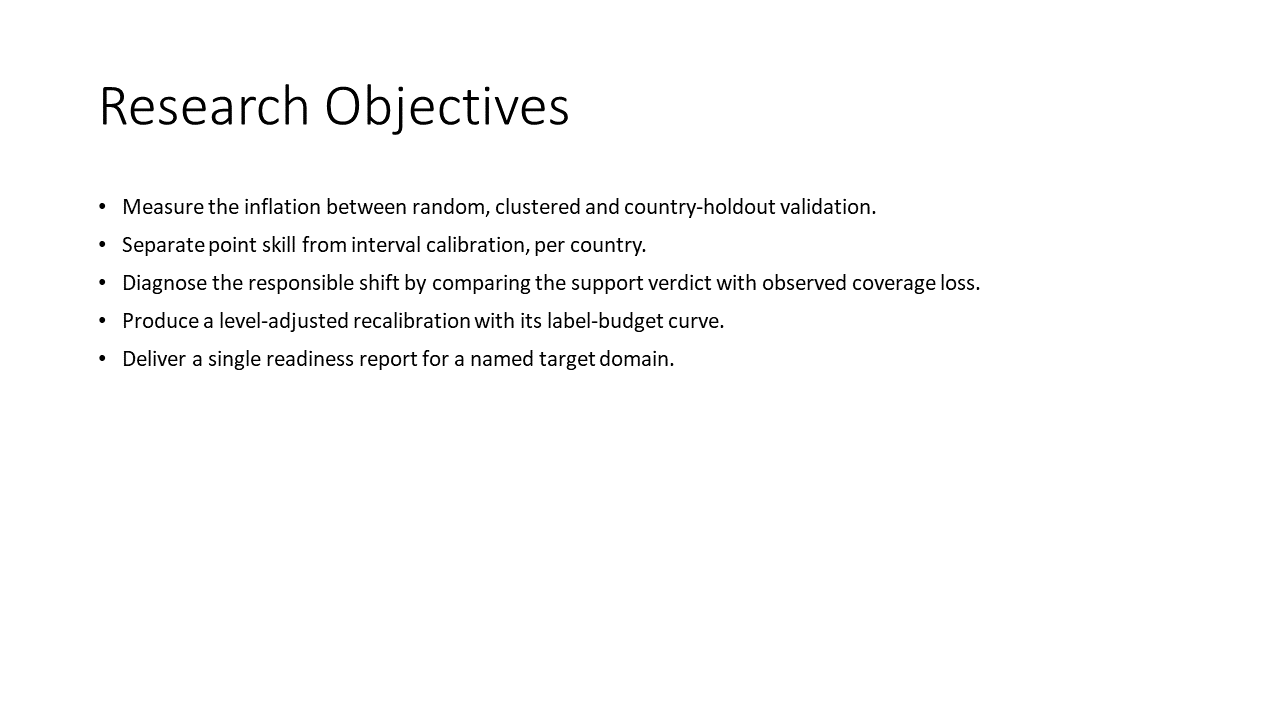 Research Objectives
• Measure the inflation between random, clustered and country-holdout validation.
• Separate point skill from interval calibration, per country.
• Diagnose the responsible shift by comparing the support verdict with observed coverage loss.
• Produce a level-adjusted recalibration with its label-budget curve.
• Deliver a single readiness report for a named target domain.